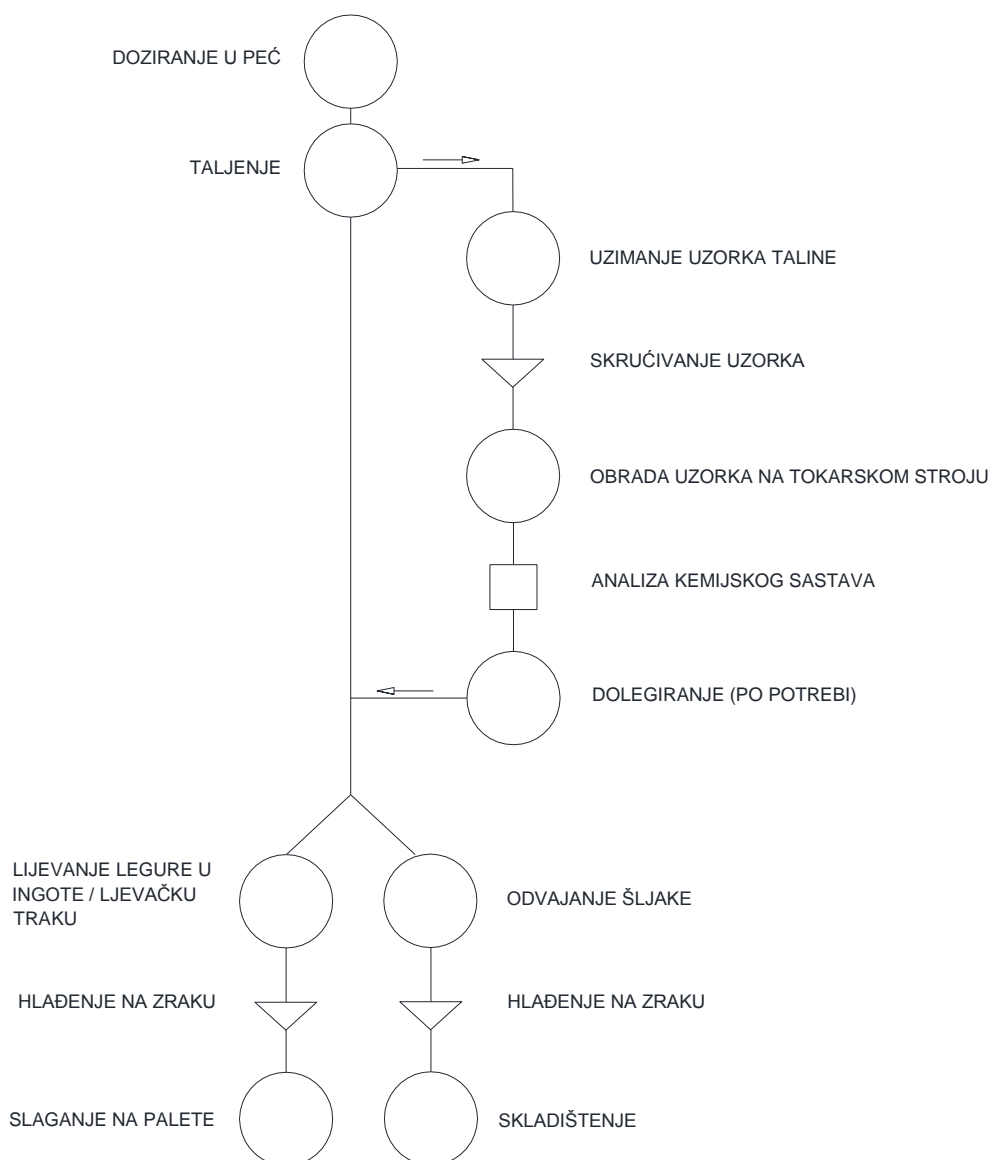 DOZIRANJE U PEĆ
TALJENJE
UZIMANJE UZORKA TALINE
SKRUĆIVANJE UZORKA
OBRADA UZORKA NA TOKARSKOM STROJU
ANALIZA KEMIJSKOG SASTAVA
DOLEGIRANJE (PO POTREBI)
LIJEVANJE LEGURE U
INGOTE / LJEVAČKU
TRAKU
ODVAJANJE ŠLJAKE
HLAĐENJE NA ZRAKU
HLAĐENJE NA ZRAKU
SLAGANJE NA PALETE
SKLADIŠTENJE